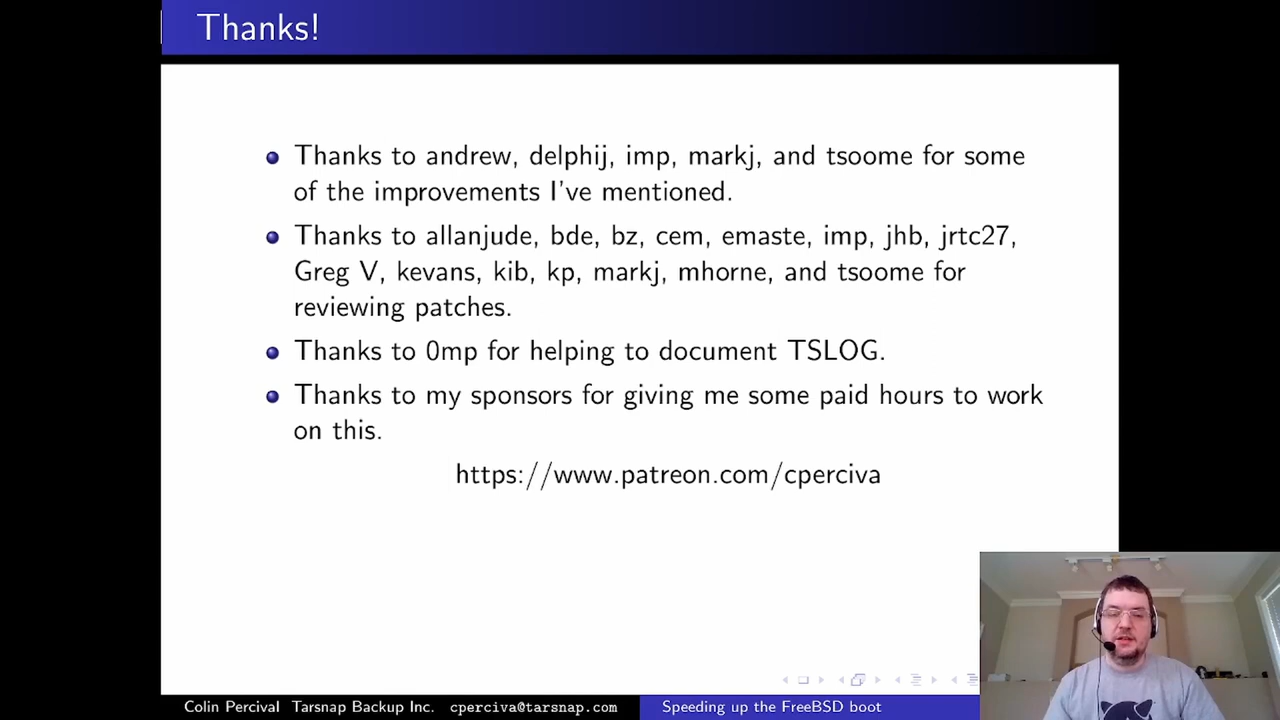 Thanks!
Thanks to andrew, delphij, imp, markj, and tsoome for some
of the improvements I've mentioned.
Thanks to allanjude, bde, bz, cem, emaste, imp, jhb, jrtc27,
Greg V, kevans, kib, kp, markj, mhorne, and tsoome for
reviewing patches.
Thanks to 0mp for helping to document TSLOG.
Thanks to my sponsors for giving me some paid hours to work
on this.
https://www.patreon.com/cperciva
Colin Percival Tarsnap Backup Inc. cperciva@tarsnap.com Speeding up the FreeBSD boot